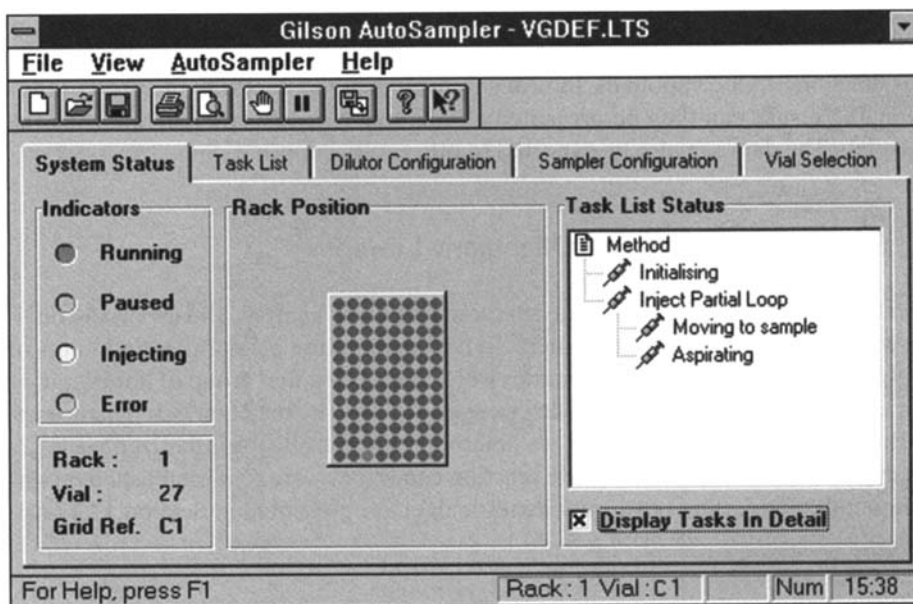 Gilson AutoSampler - VGDEF.LTS
File View AutoSampler Help
System Status Task List Dilutor Configuration Sampler Configuration Vial Selection
Indicators
Running
Paused
Injecting
Error
Rack : 1
Vial : 27
Grid Ref. C1
Rack Position
Task List Status
Method
Initialising
Inject Partial Loop
Moving to sample
Aspirating
Display Tasks In Detail
For Help, press F1
Rack : 1 Vial : C1
Num
15:38